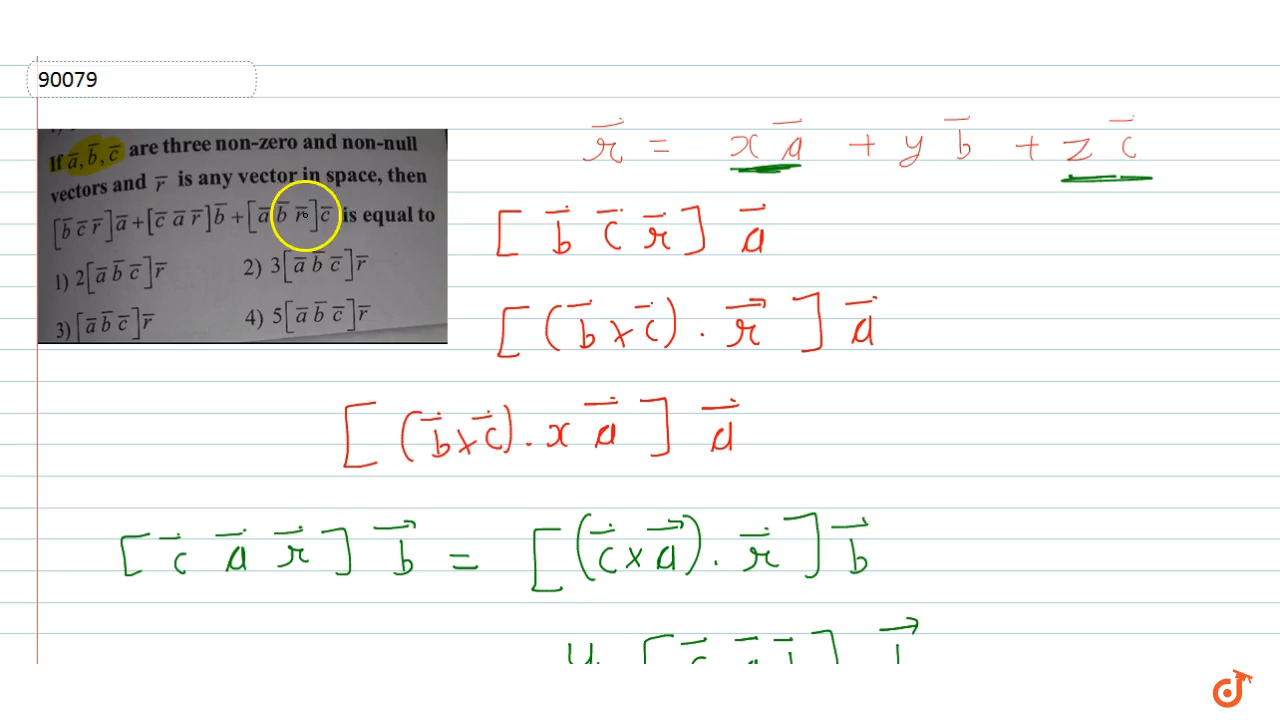 90079
If a̅, b̅, c̅ are three non-zero and non-null
vectors and r̅ is any vector in space, then
[b̅ c̅ r̅]a̅+[c̅ a̅ r̅]b̅+[a̅ b̅ r̅]c̅ is equal to
1) 2[a̅ b̅ c̅]r̅ 2) 3[a̅ b̅ c̅]r̅
3) [a̅ b̅ c̅]r̅ 4) 5[a̅ b̅ c̅]r̅
r⃗ = x a̅ + y b̅ + z c̅
[b̅ c̅ r̅] a̅
[(b̅ × c̅) . r⃗] a̅
[(b̅ × c̅) . x a̅] a̅
[c̅ a̅ r̅] b⃗ = [(c̅ × a⃗) . r̅] b⃗